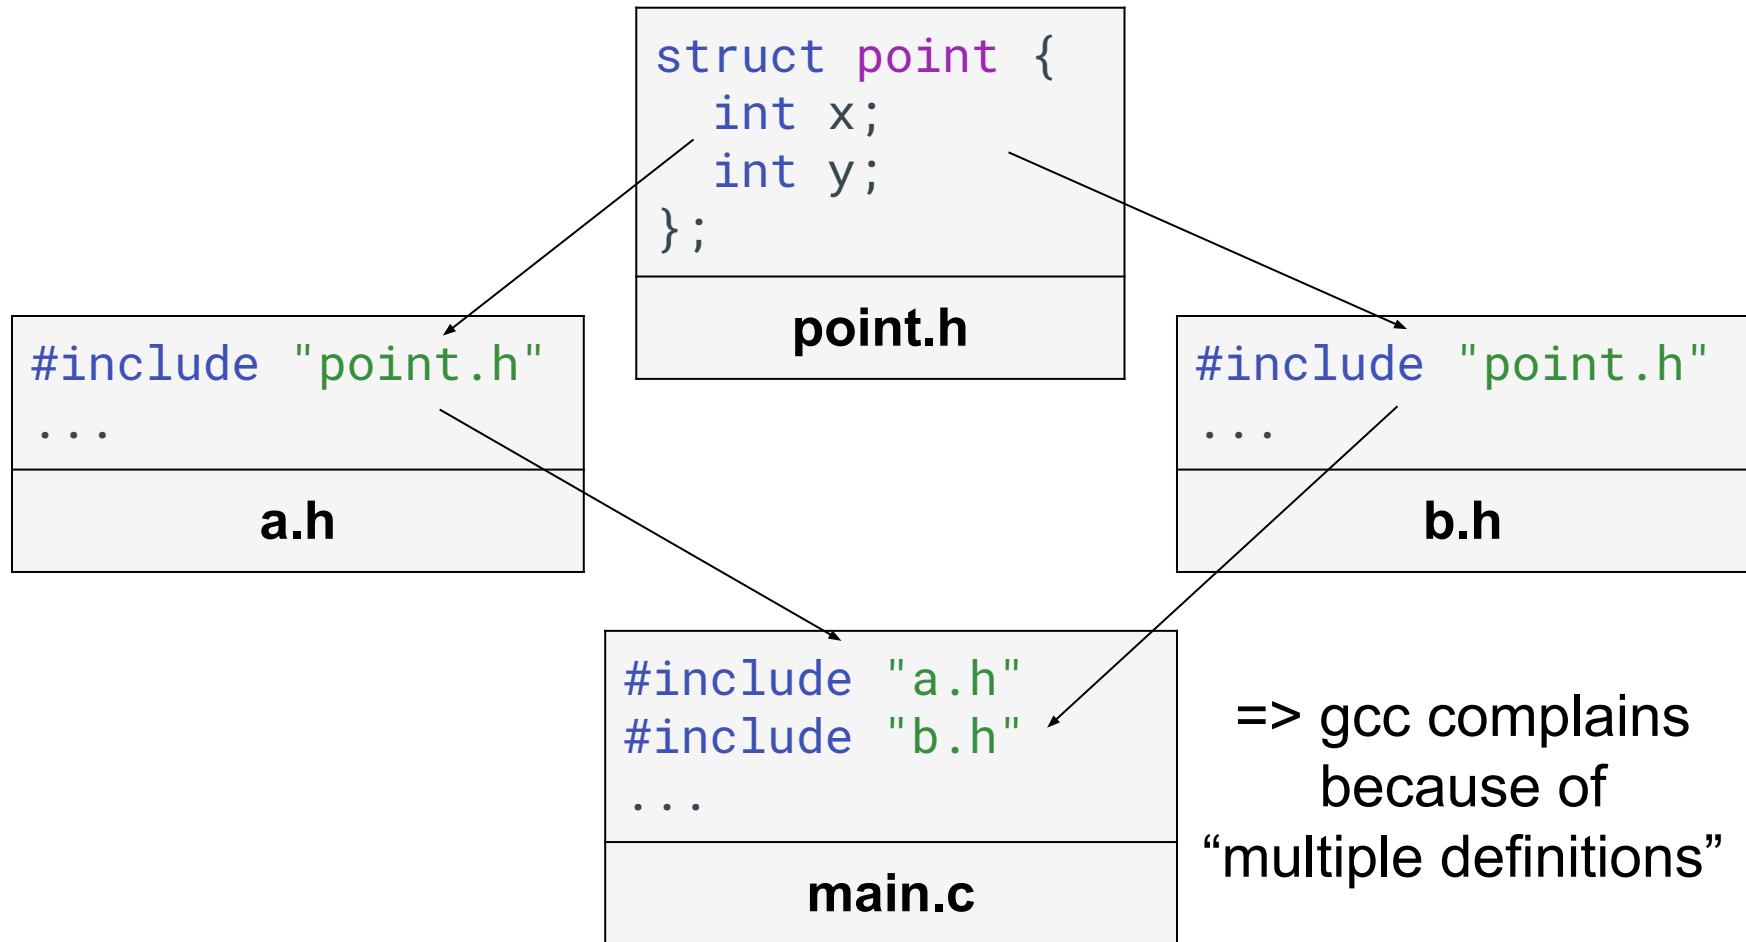 struct point {
  int x;
  int y;
};
point.h
#include "point.h"
...
a.h
#include "point.h"
...
b.h
#include "a.h"
#include "b.h"
...
main.c
=> gcc complains
because of
“multiple definitions”